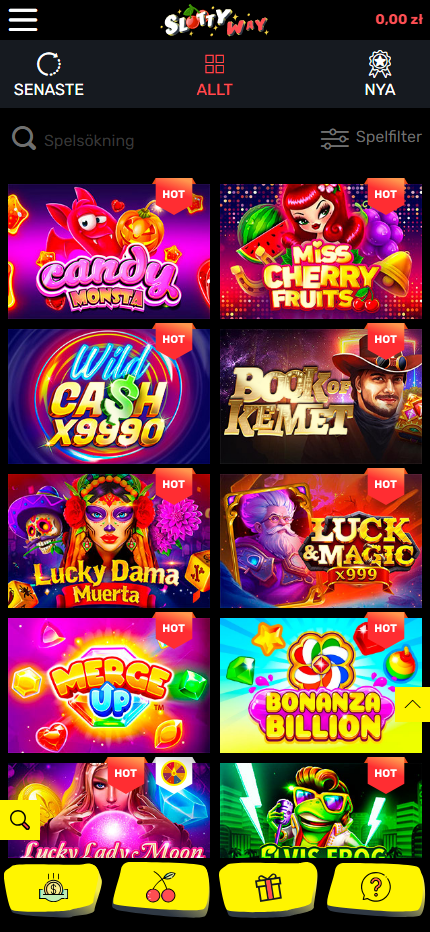 SLOTTY WAY
0,00 zł
SENASTE
ALLT
NYA
Spelsökning
Spelfilter
HOT
HOT
candy
MONSTA
MISS
CHERRY
FRUITS
HOT
HOT
Wild
CA$H
X9990
BOOK OF
KEMET
HOT
HOT
Lucky Dama
Muerta
LUCK
&MAGIC
x999
HOT
HOT
MERGE
UP™
BONANZA
BILLION
HOT
HOT
Lucky Lady's Moon
ELVIS FROG